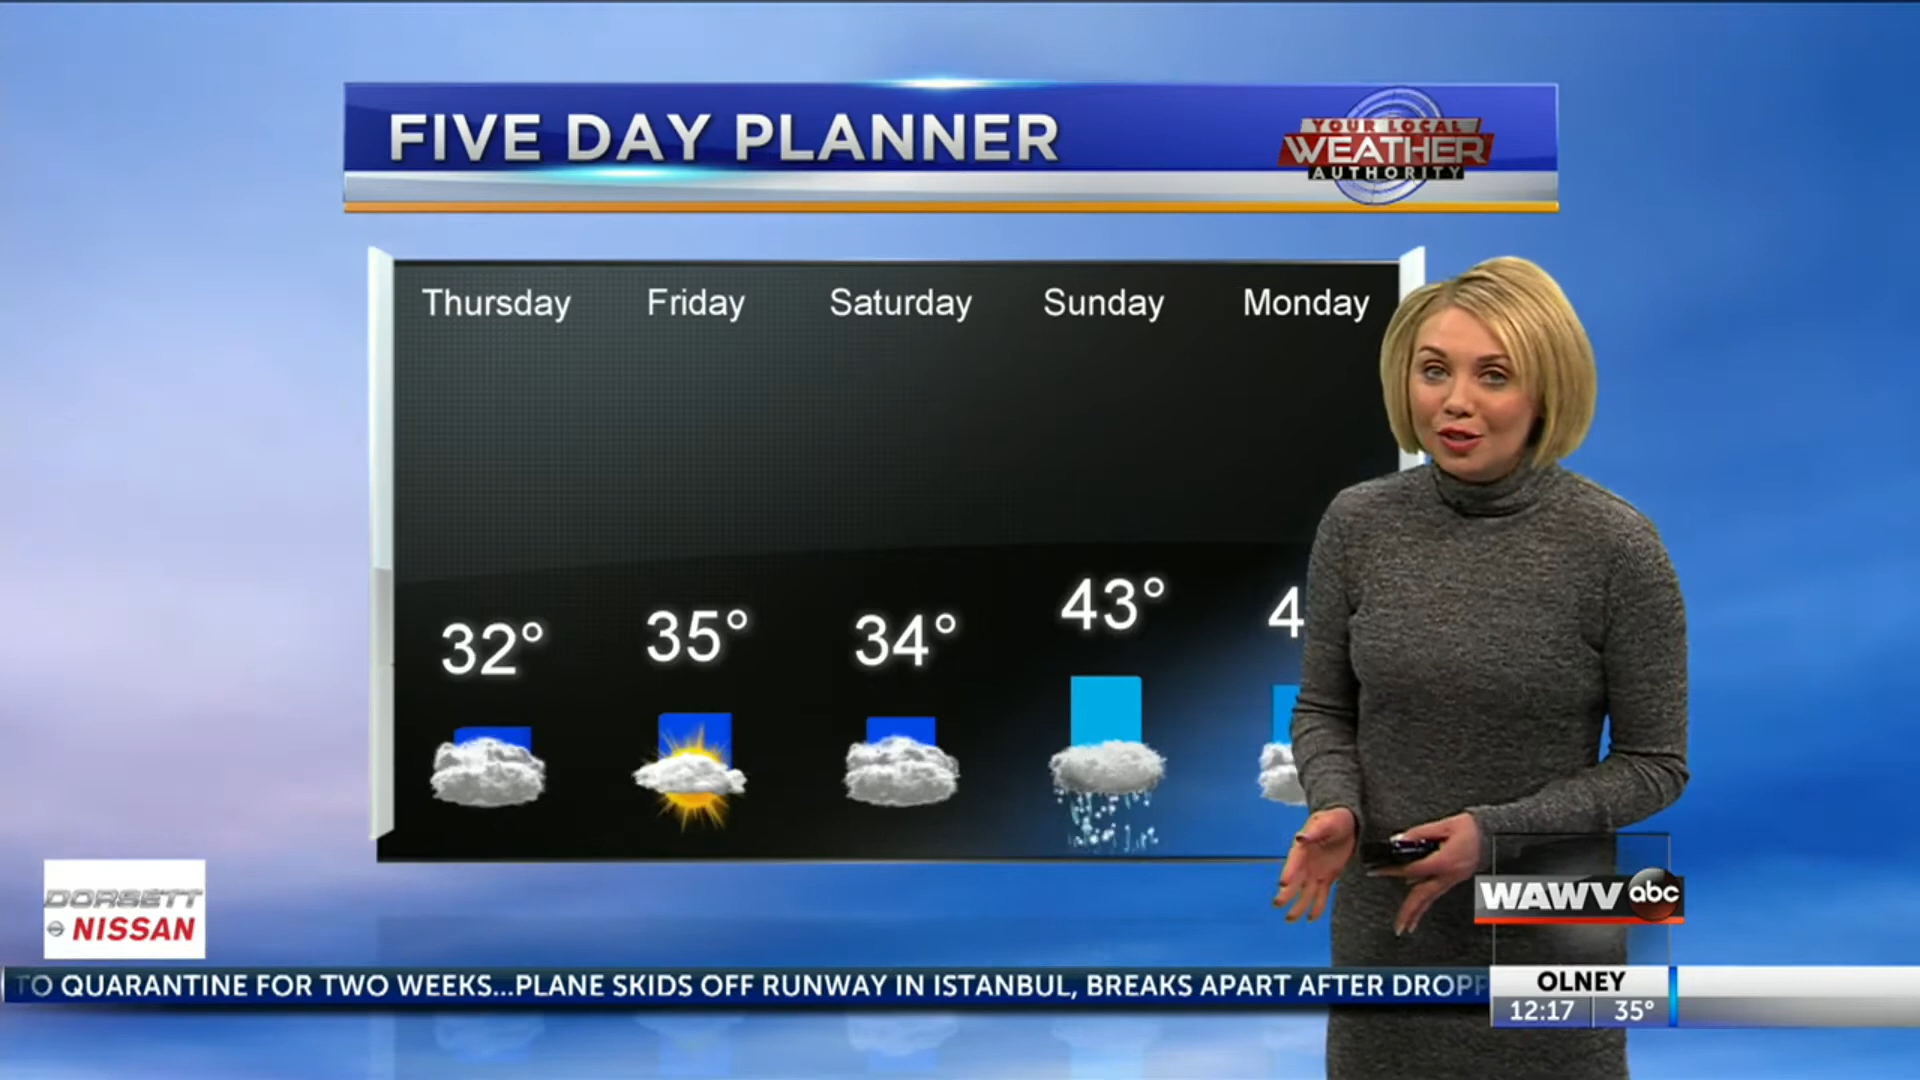 FIVE DAY PLANNER
YOUR LOCAL
WEATHER
AUTHORITY
Thursday Friday Saturday Sunday Monday
32° 35° 34° 43° 4
DORSETT
NISSAN
WAWV abc
TO QUARANTINE FOR TWO WEEKS...PLANE SKIDS OFF RUNWAY IN ISTANBUL, BREAKS APART AFTER DROPP
OLNEY
12:17 35°